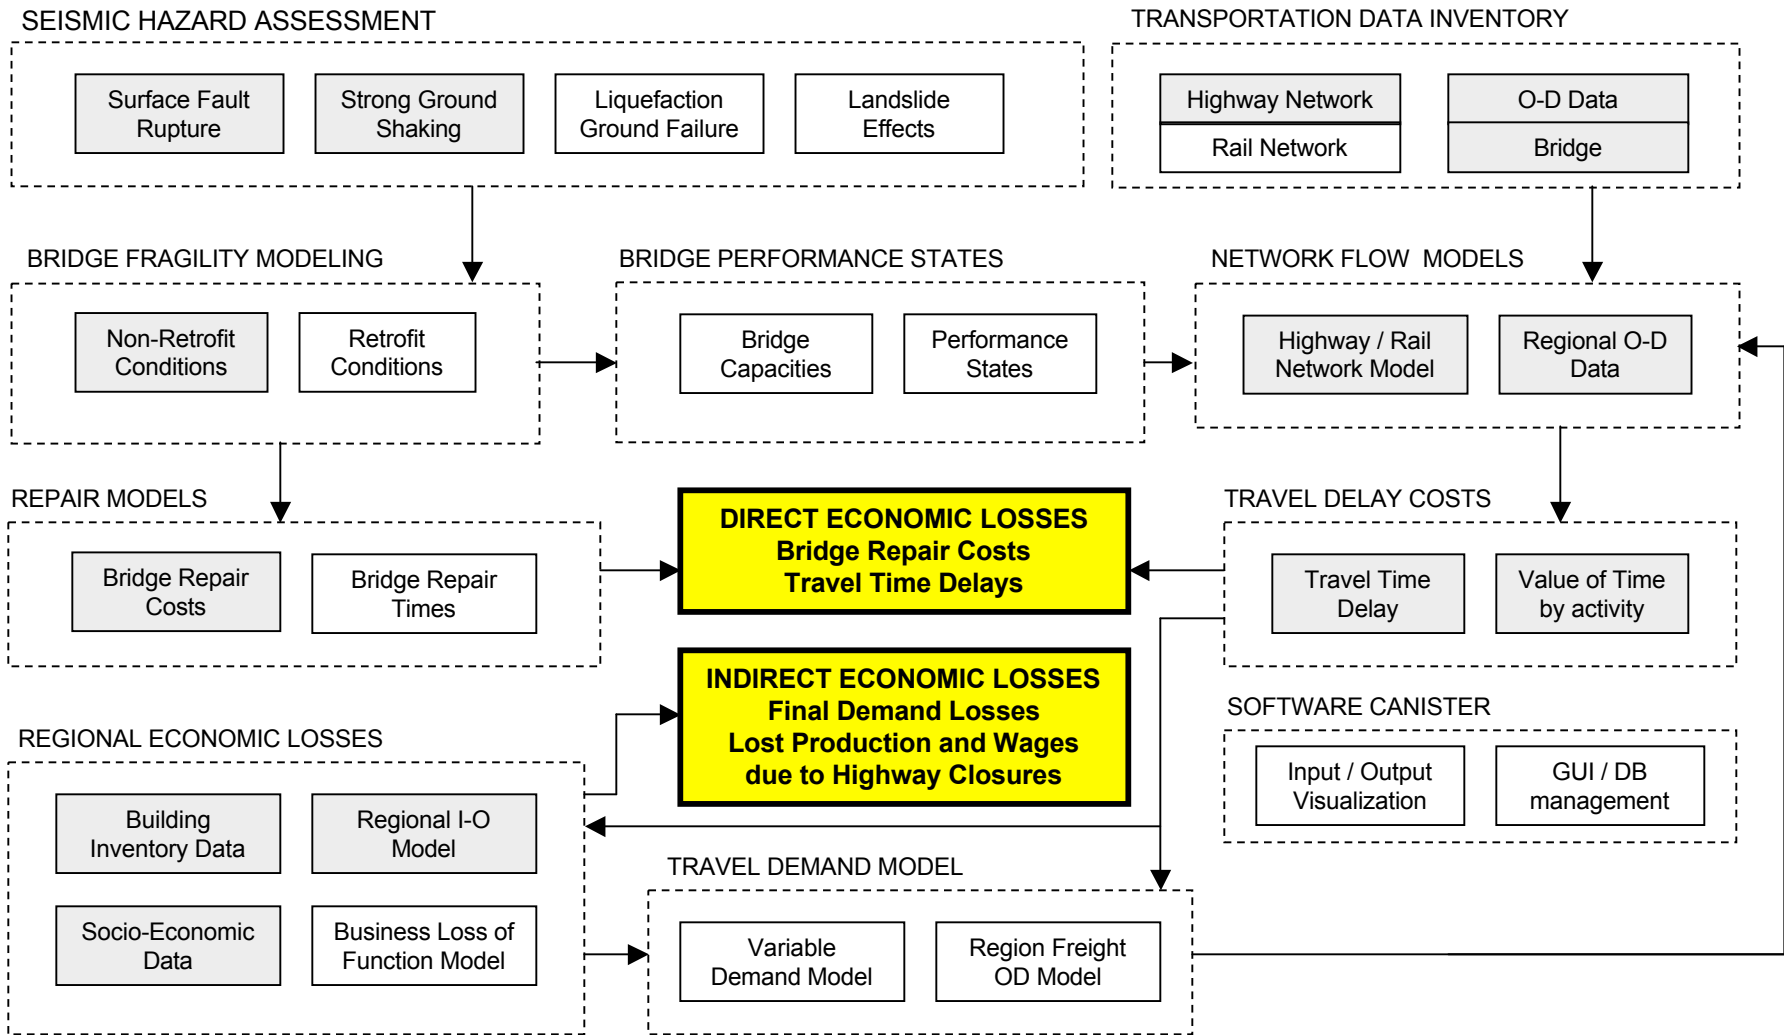 SEISMIC HAZARD ASSESSMENT
Surface Fault
Rupture
Strong Ground
Shaking
Liquefaction
Ground Failure
Landslide
Effects
TRANSPORTATION DATA INVENTORY
Highway Network
Rail Network
O-D Data
Bridge
BRIDGE FRAGILITY MODELING
Non-Retrofit
Conditions
Retrofit
Conditions
BRIDGE PERFORMANCE STATES
Bridge
Capacities
Performance
States
NETWORK FLOW MODELS
Highway / Rail
Network Model
Regional O-D
Data
REPAIR MODELS
Bridge Repair
Costs
Bridge Repair
Times
DIRECT ECONOMIC LOSSES
Bridge Repair Costs
Travel Time Delays
TRAVEL DELAY COSTS
Travel Time
Delay
Value of Time
by activity
INDIRECT ECONOMIC LOSSES
Final Demand Losses
Lost Production and Wages
due to Highway Closures
SOFTWARE CANISTER
Input / Output
Visualization
GUI / DB
management
REGIONAL ECONOMIC LOSSES
Building
Inventory Data
Regional I-O
Model
Socio-Economic
Data
Business Loss of
Function Model
TRAVEL DEMAND MODEL
Variable
Demand Model
Region Freight
OD Model